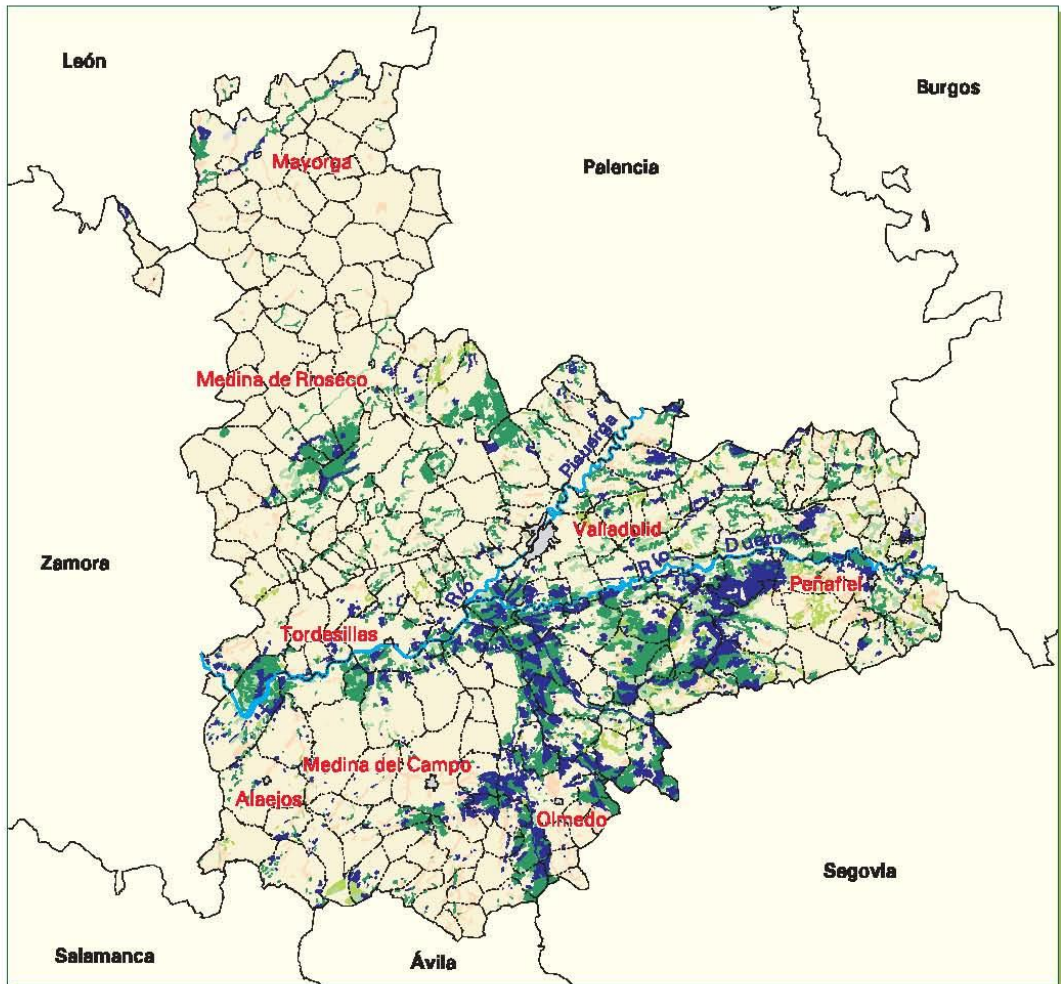 León
Burgos
Palencia
Mayorga
Medina de Rioseco
Pisuerga
Valladolid
Zamora
Río Duero
Río
Peñafiel
Tordesillas
Medina del Campo
Alaejos
Olmedo
Segovia
Salamanca
Ávila